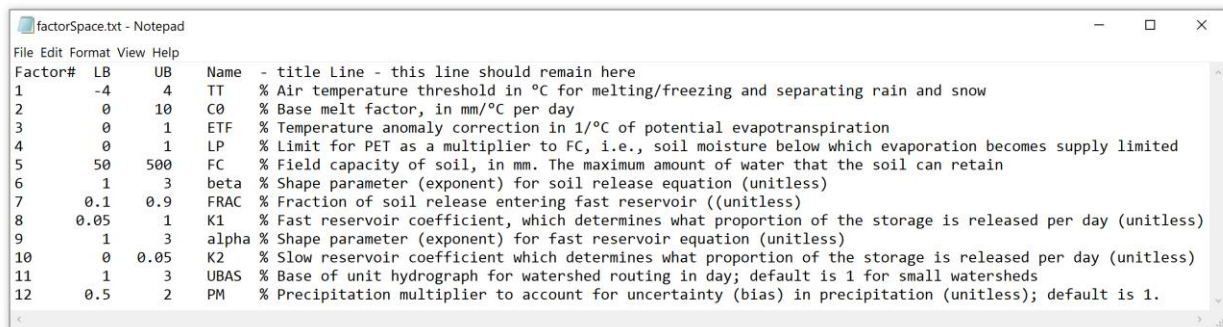 factorSpace.txt - Notepad
File Edit Format View Help
Factor# LB UB Name - title Line - this line should remain here
1 -4 4 TT % Air temperature threshold in °C for melting/freezing and separating rain and snow
2 0 10 C0 % Base melt factor, in mm/°C per day
3 0 1 ETF % Temperature anomaly correction in 1/°C of potential evapotranspiration
4 0 1 LP % Limit for PET as a multiplier to FC, i.e., soil moisture below which evaporation becomes supply limited
5 50 500 FC % Field capacity of soil, in mm. The maximum amount of water that the soil can retain
6 1 3 beta % Shape parameter (exponent) for soil release equation (unitless)
7 0.1 0.9 FRAC % Fraction of soil release entering fast reservoir ((unitless)
8 0.05 1 K1 % Fast reservoir coefficient, which determines what proportion of the storage is released per day (unitless)
9 1 3 alpha % Shape parameter (exponent) for fast reservoir equation (unitless)
10 0 0.05 K2 % Slow reservoir coefficient which determines what proportion of the storage is released per day (unitless)
11 1 3 UBAS % Base of unit hydrograph for watershed routing in day; default is 1 for small watersheds
12 0.5 2 PM % Precipitation multiplier to account for uncertainty (bias) in precipitation (unitless); default is 1.